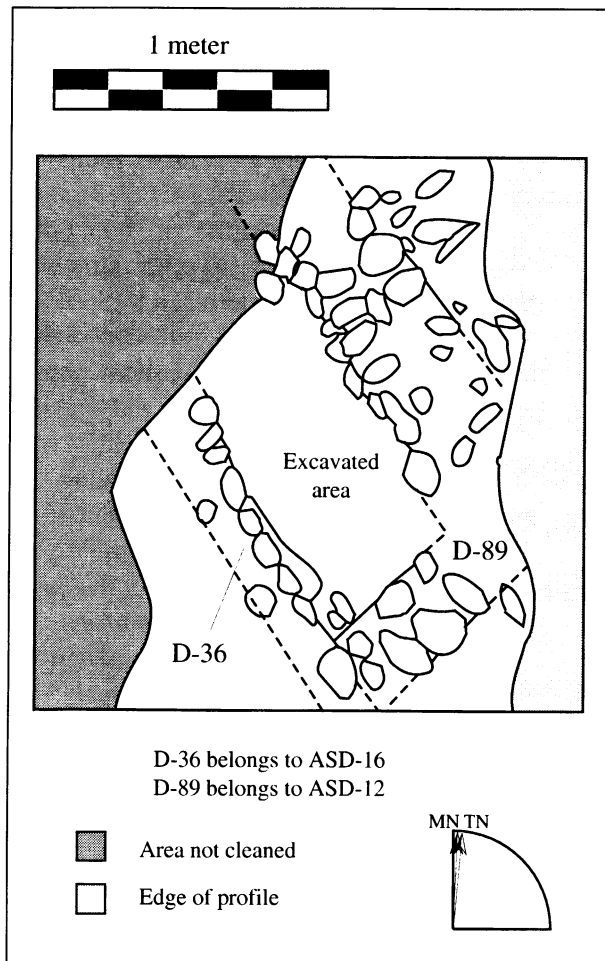 1 meter
Excavated
area
D-89
D-36
D-36 belongs to ASD-16
D-89 belongs to ASD-12
MN TN
Area not cleaned
Edge of profile